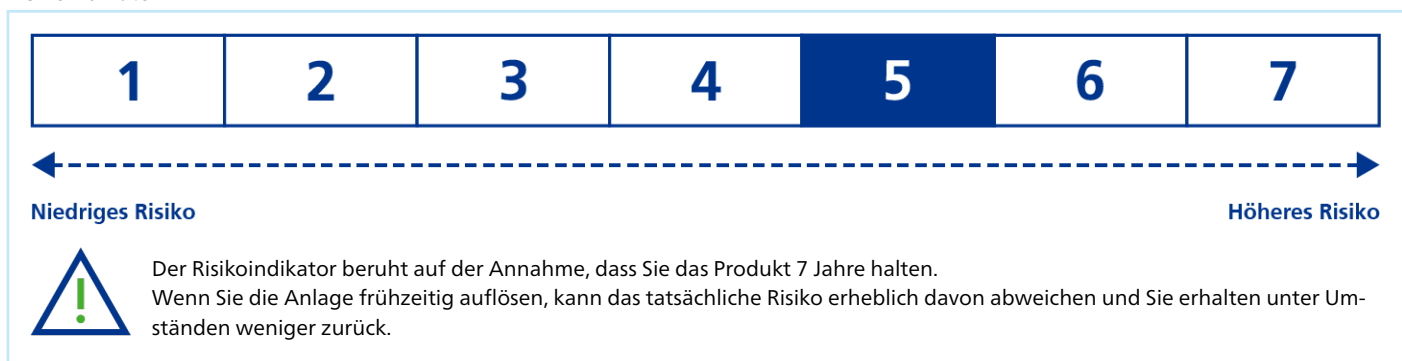 1 2 3 4 5 6 7
Niedriges Risiko Höheres Risiko
Der Risikoindikator beruht auf der Annahme, dass Sie das Produkt 7 Jahre halten.
Wenn Sie die Anlage frühzeitig auflösen, kann das tatsächliche Risiko erheblich davon abweichen und Sie erhalten unter Um-
ständen weniger zurück.